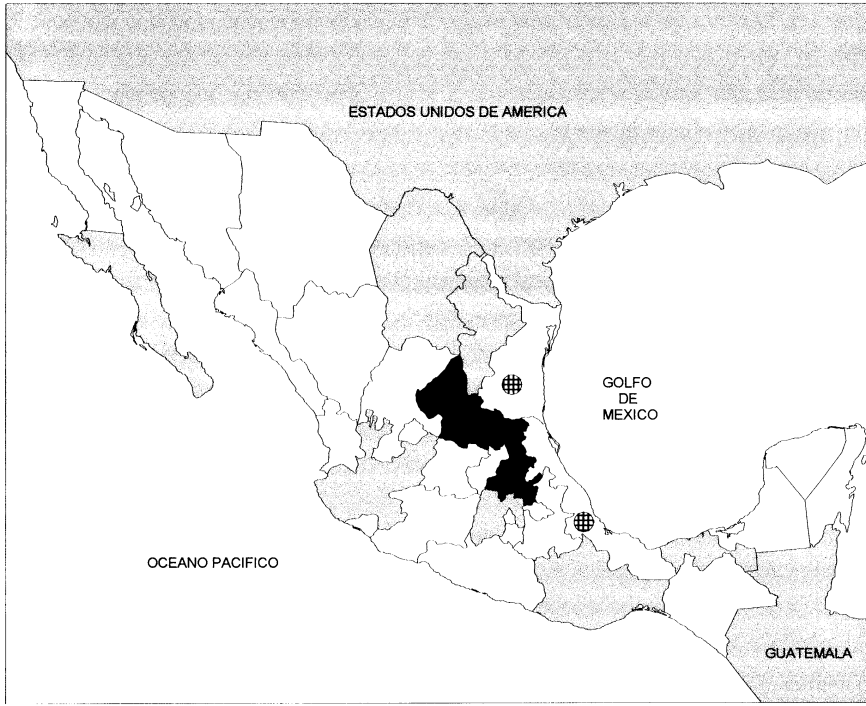 ESTADOS UNIDOS DE AMERICA
GOLFO
DE
MEXICO
OCEANO PACIFICO
GUATEMALA